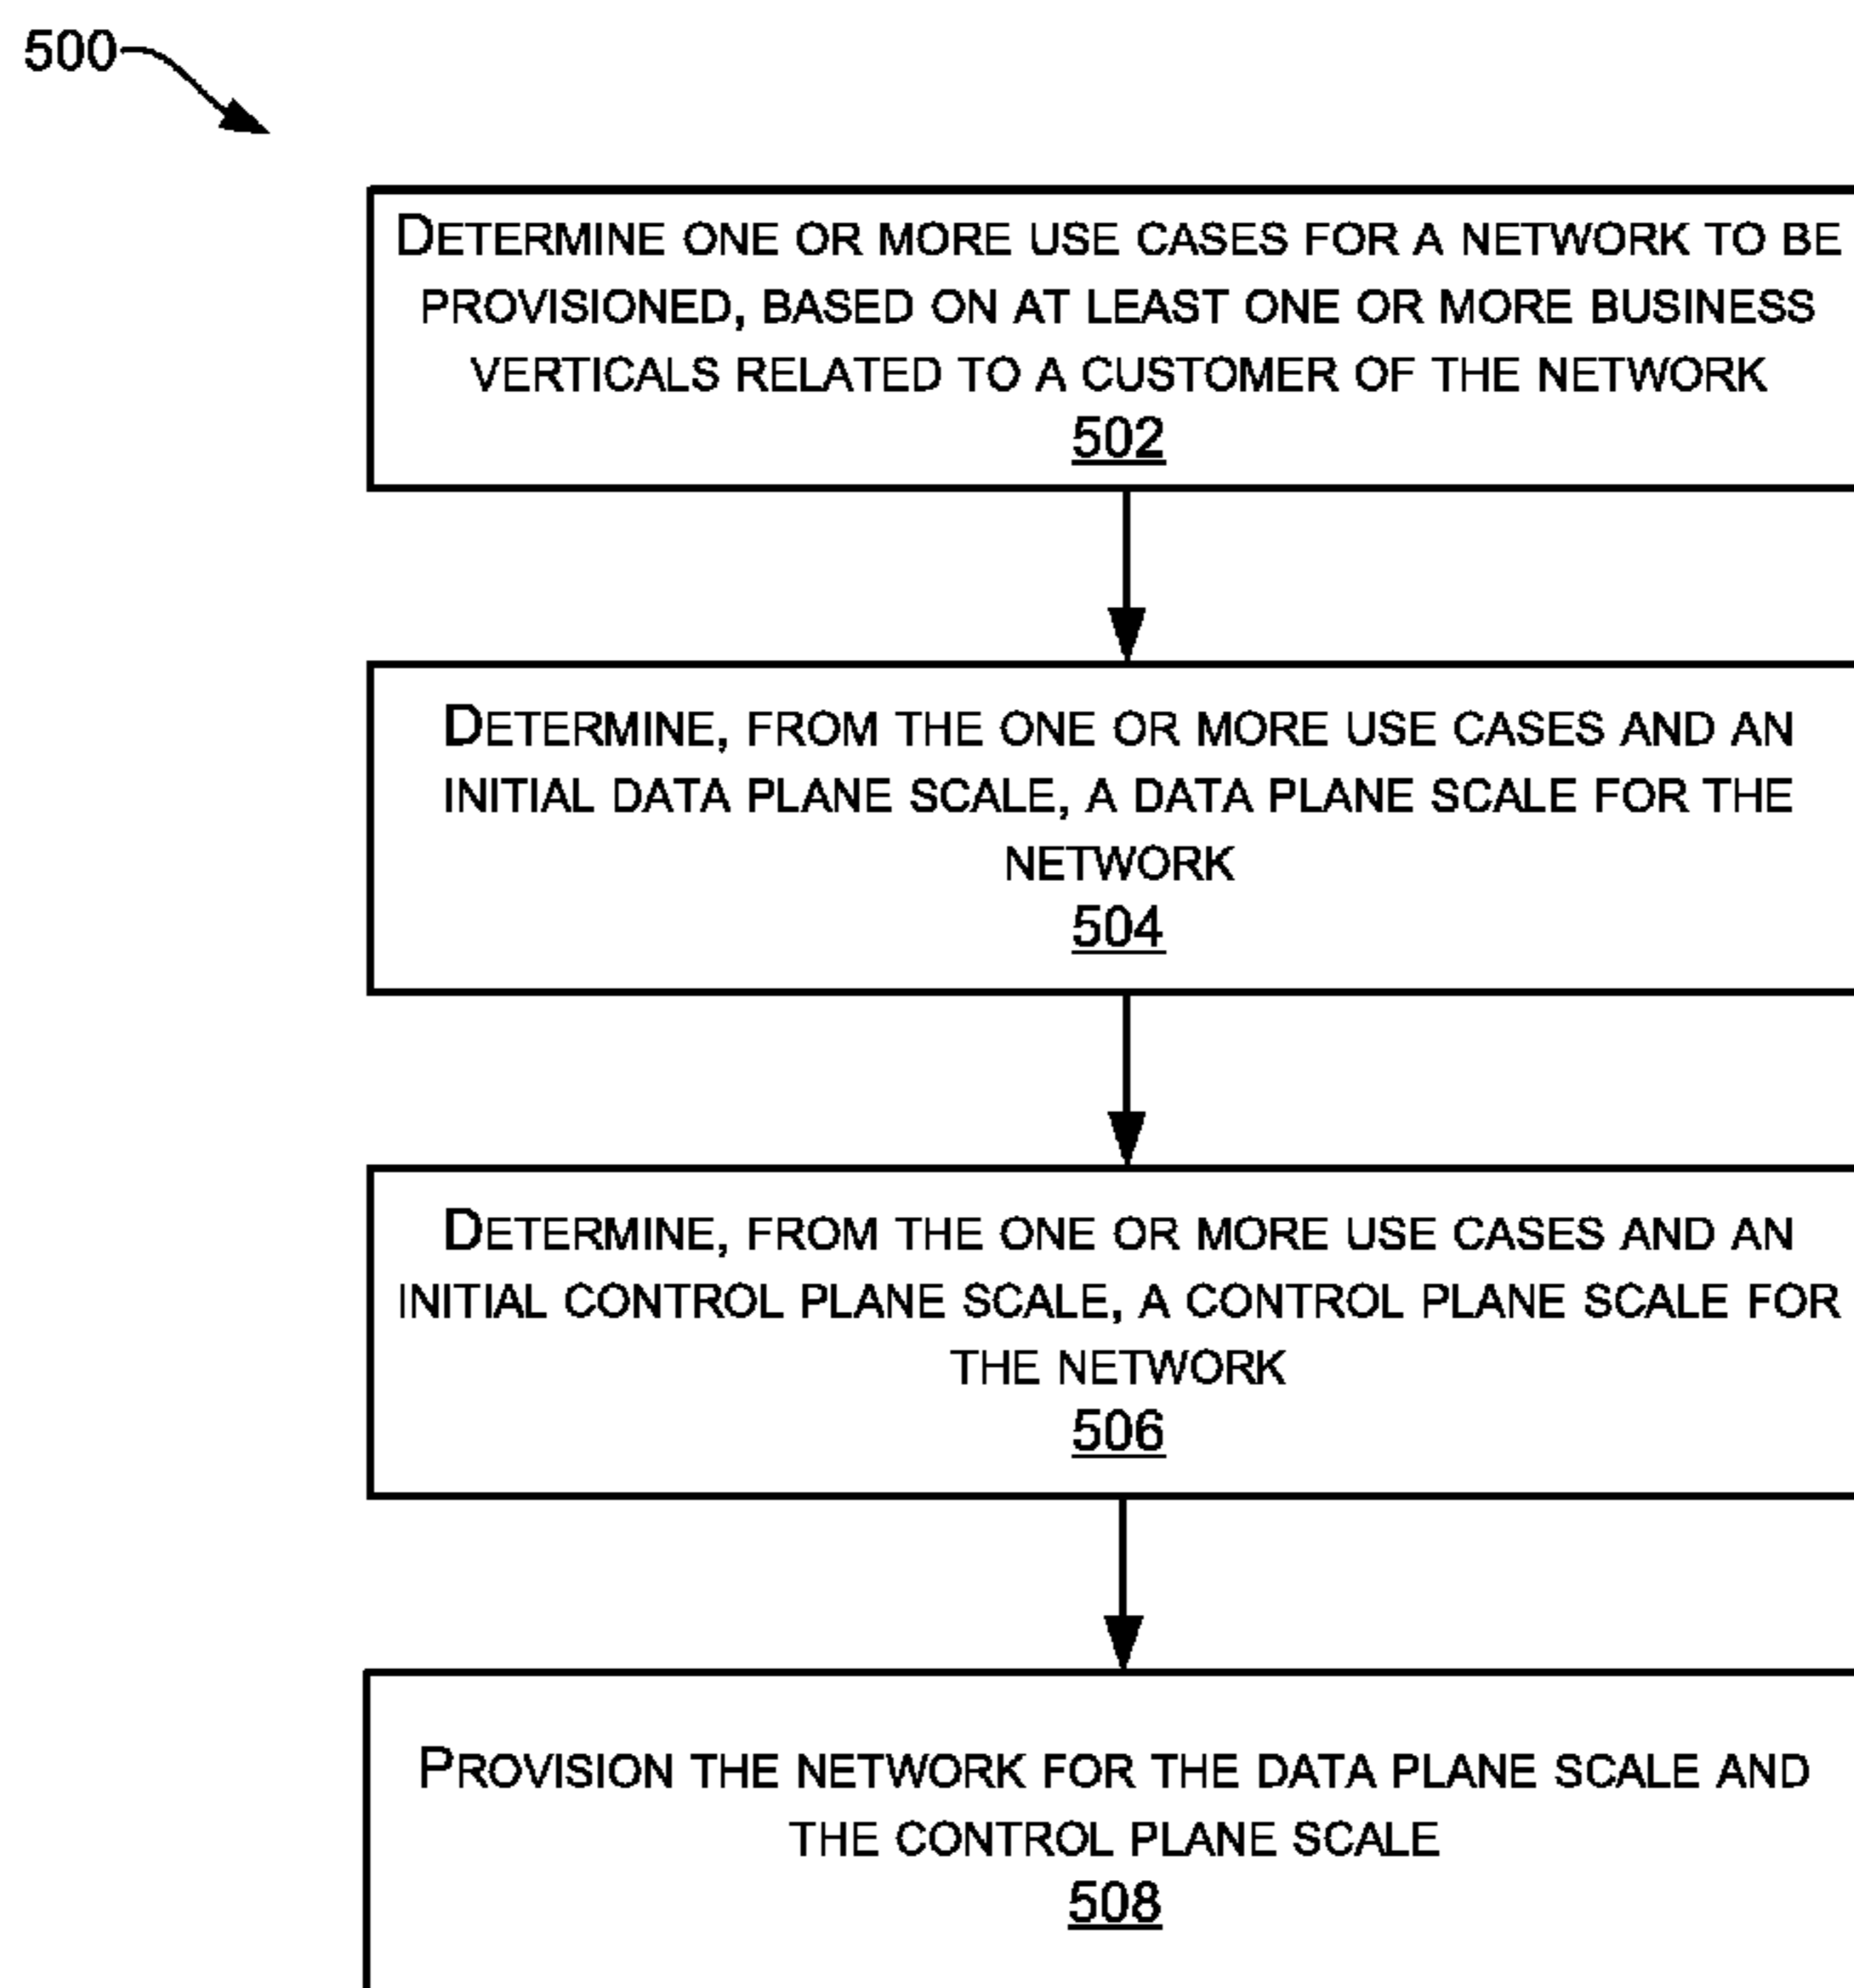 500
DETERMINE ONE OR MORE USE CASES FOR A NETWORK TO BE
PROVISIONED, BASED ON AT LEAST ONE OR MORE BUSINESS
VERTICALS RELATED TO A CUSTOMER OF THE NETWORK
502
DETERMINE, FROM THE ONE OR MORE USE CASES AND AN
INITIAL DATA PLANE SCALE, A DATA PLANE SCALE FOR THE
NETWORK
504
DETERMINE, FROM THE ONE OR MORE USE CASES AND AN
INITIAL CONTROL PLANE SCALE, A CONTROL PLANE SCALE FOR
THE NETWORK
506
PROVISION THE NETWORK FOR THE DATA PLANE SCALE AND
THE CONTROL PLANE SCALE
508